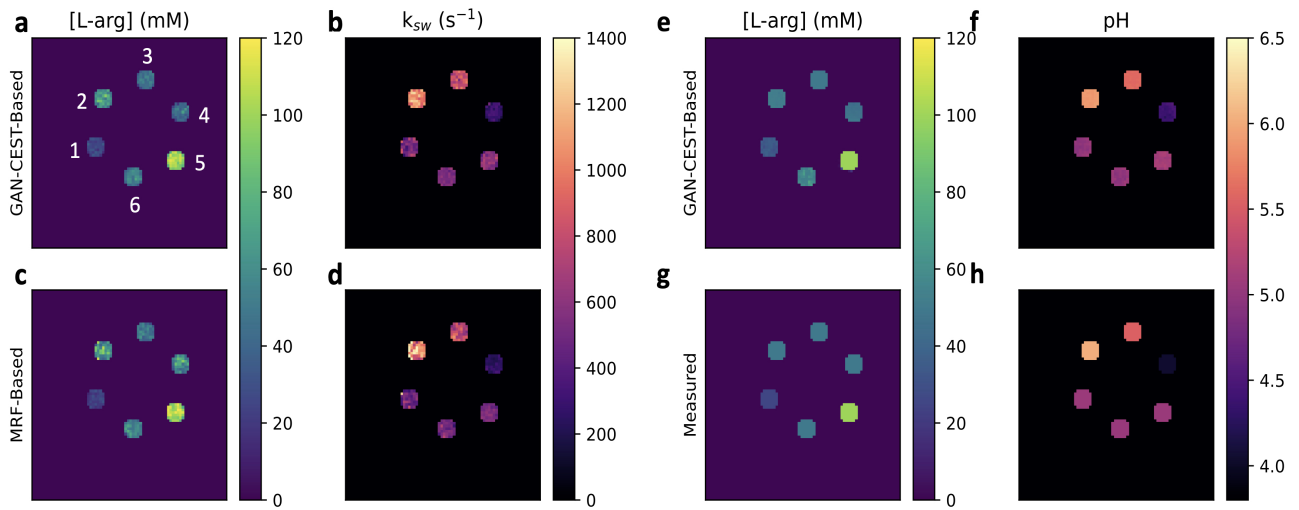 a
[L-arg] (mM)
b
k_sw (s⁻¹)
e
[L-arg] (mM)
f
pH
GAN-CEST-Based
1
2
3
4
5
6
120
100
80
60
40
20
0
1400
1200
1000
800
600
400
200
0
GAN-CEST-Based
120
100
80
60
40
20
0
6.5
6.0
5.5
5.0
4.5
4.0
c
d
g
h
MRF-Based
Measured